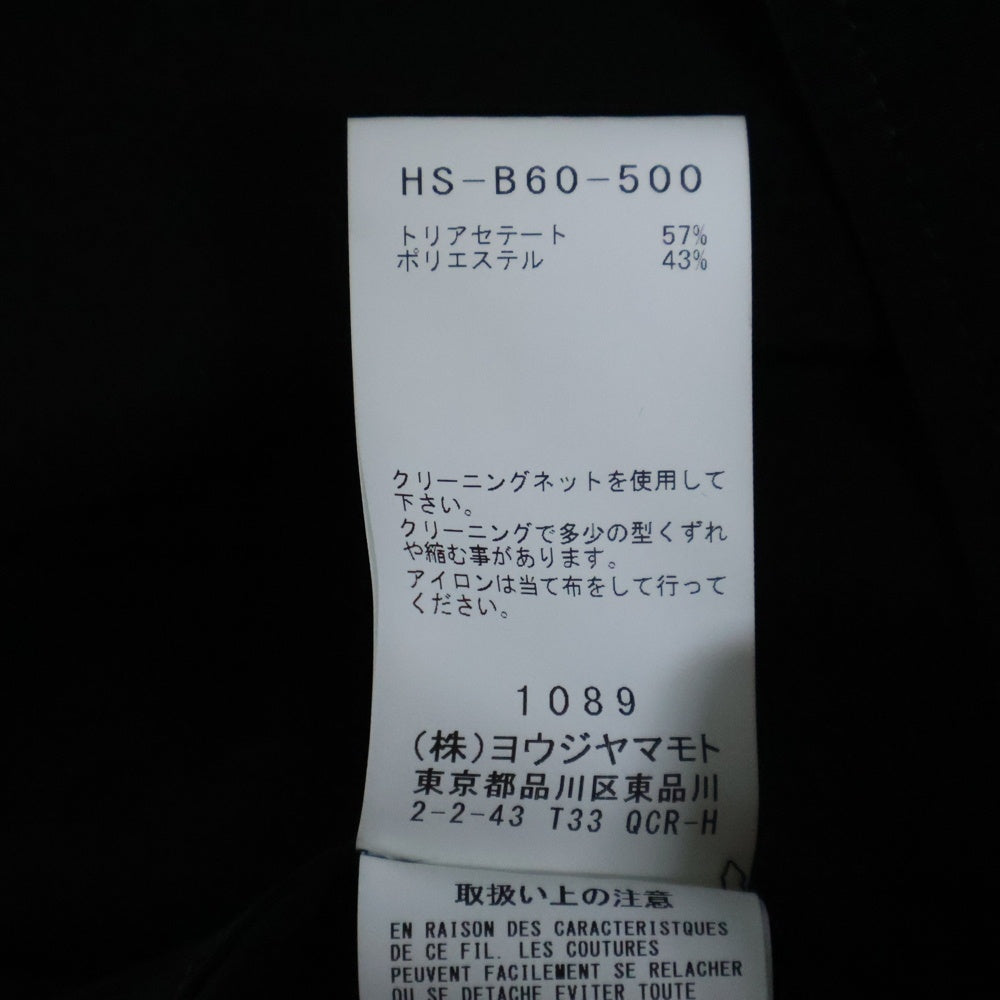 HS-B60-500
トリアセテート 57%
ポリエステル 43%
クリーニングネットを使用して
下さい。
クリーニングで多少の型くずれ
や縮む事があります。
アイロンは当て布をして行って
ください。
1089
(株)ヨウジヤマモト
東京都品川区東品川
2-2-43 T33 QCR-H
取扱い上の注意
EN RAISON DES CARACTERISTQUES
DE CE FIL. LES COUTURES
PEUVENT FACILEMENT SE RELACHER
OU SE DETACHE EVITER TOUTE